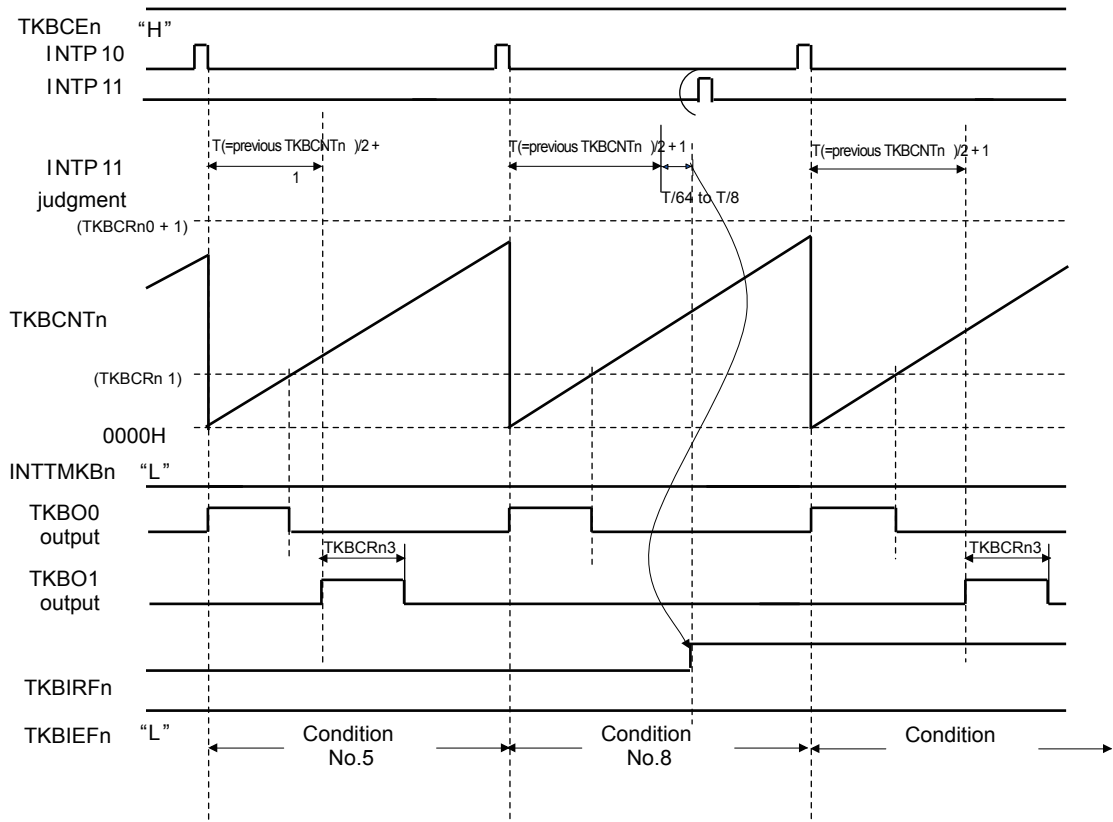 TKBCEn “H”
INTP 10
INTP 11
T(=previous TKBCNTn )/2 +
1
T(=previous TKBCNTn )/2 + 1
T(=previous TKBCNTn )/2 + 1
INTP 11
judgment
T/64 to T/8
(TKBCRn0 + 1)
TKBCNTn
(TKBCRn 1)
0000H
INTTMKBn “L”
TKBO0
output
TKBCRn3
TKBCRn3
TKBO1
output
TKBIRFn
TKBIEFn “L”
Condition
No.5
Condition
No.8
Condition